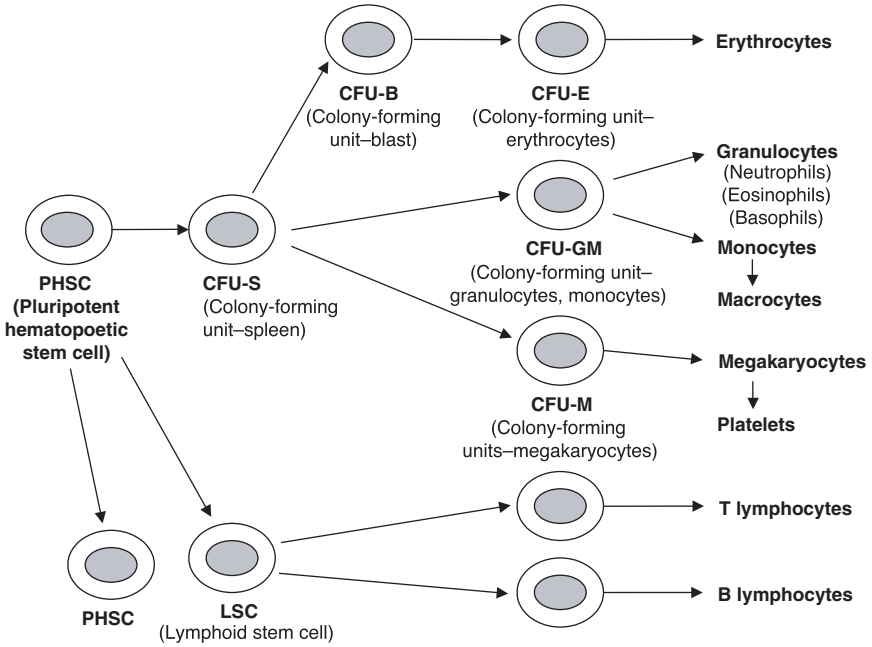 Erythrocytes
CFU-B
(Colony-forming
unit–blast)
CFU-E
(Colony-forming unit–
erythrocytes)
Granulocytes
(Neutrophils)
(Eosinophils)
(Basophils)
Monocytes
Macrocytes
CFU-GM
(Colony-forming unit–
granulocytes, monocytes)
PHSC
(Pluripotent
hematopoetic
stem cell)
CFU-S
(Colony-forming
unit–spleen)
Megakaryocytes
Platelets
CFU-M
(Colony-forming
units–megakaryocytes)
T lymphocytes
B lymphocytes
PHSC
LSC
(Lymphoid stem cell)